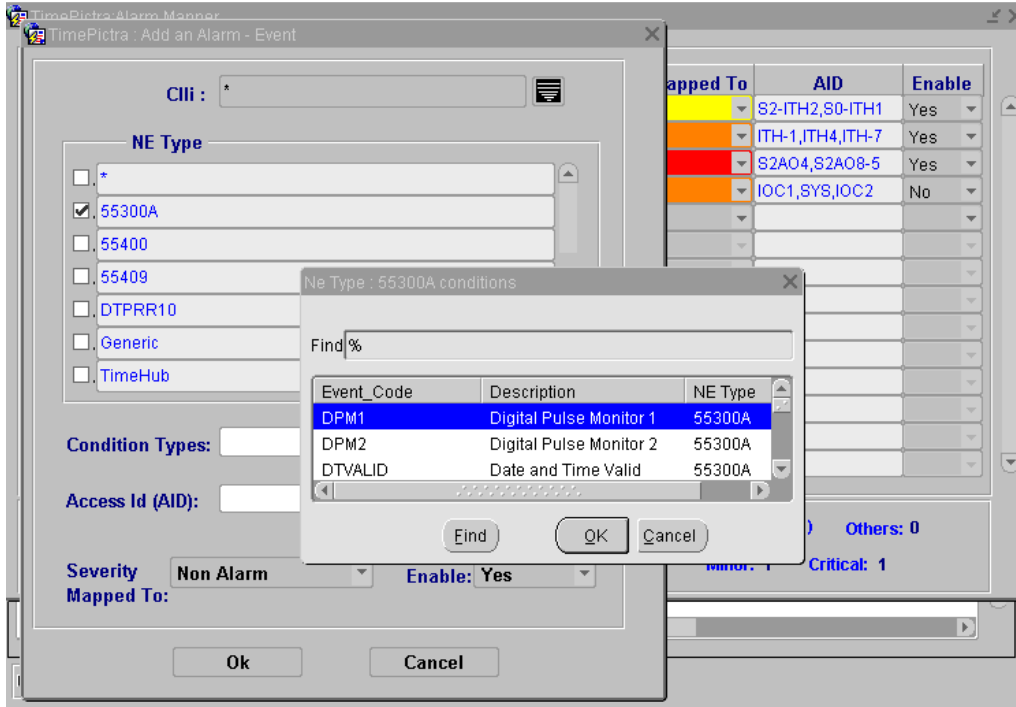 TimePictra:Alarm Manner
TimePictra : Add an Alarm - Event
Clli : *
apped To AID Enable
S2-ITH2,S0-ITH1 Yes
NE Type
ITH-1,ITH4,ITH-7 Yes
*
S2AO4,S2AO8-5 Yes
IOC1,SYS,IOC2 No
55300A
55400
55409
Ne Type : 55300A conditions
DTPRR10
Generic
Find %
TimeHub
Event_Code Description NE Type
DPM1 Digital Pulse Monitor 1 55300A
Condition Types:
DPM2 Digital Pulse Monitor 2 55300A
DTVALID Date and Time Valid 55300A
Access Id (AID):
Find OK Cancel
) Others: 0
Minor: 1 Critical: 1
Severity
Mapped To:
Non Alarm
Enable: Yes
Ok Cancel